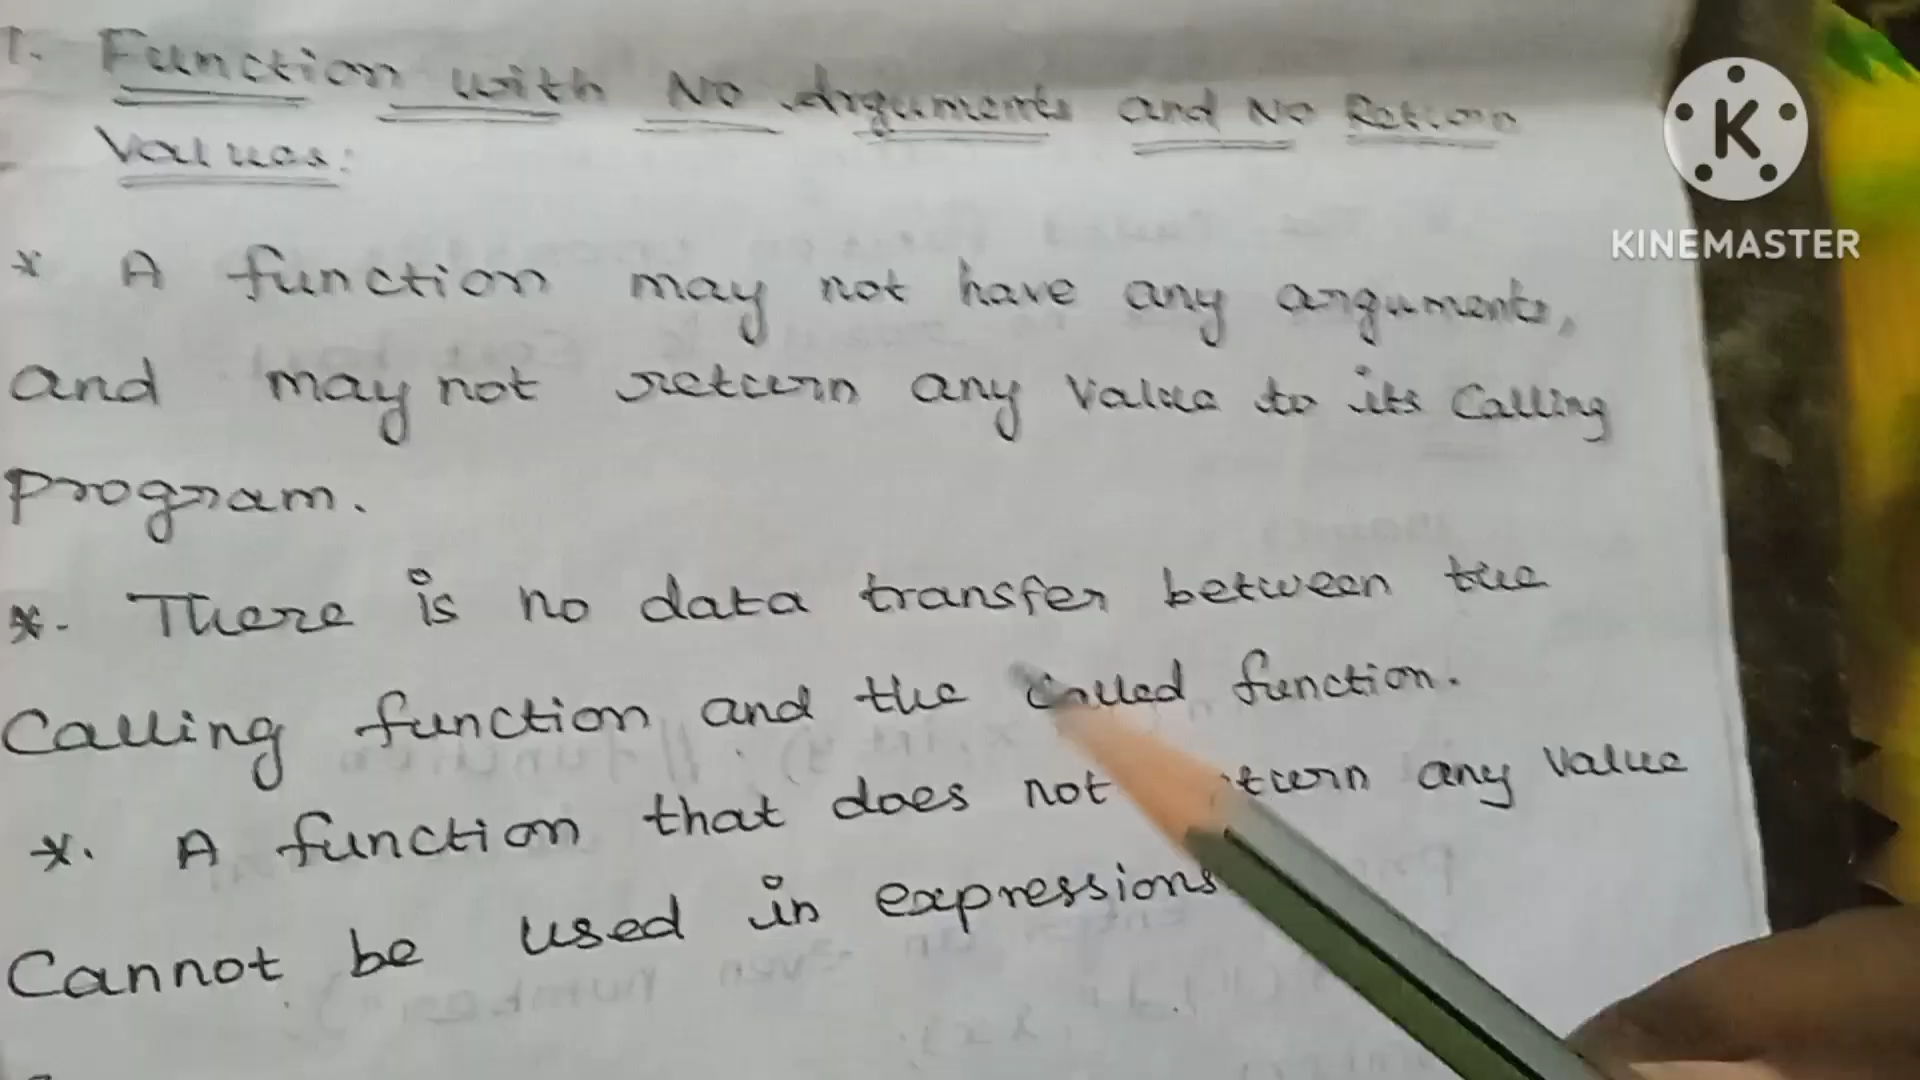 1. Function with No Arguments and No Return
Values:
K
KINEMASTER
* A function may not have any arguments,
and may not return any value to its Calling
program.
*. There is no data transfer between the
Calling function and the called function.
*. A function that does not any value
Cannot be used in expressions